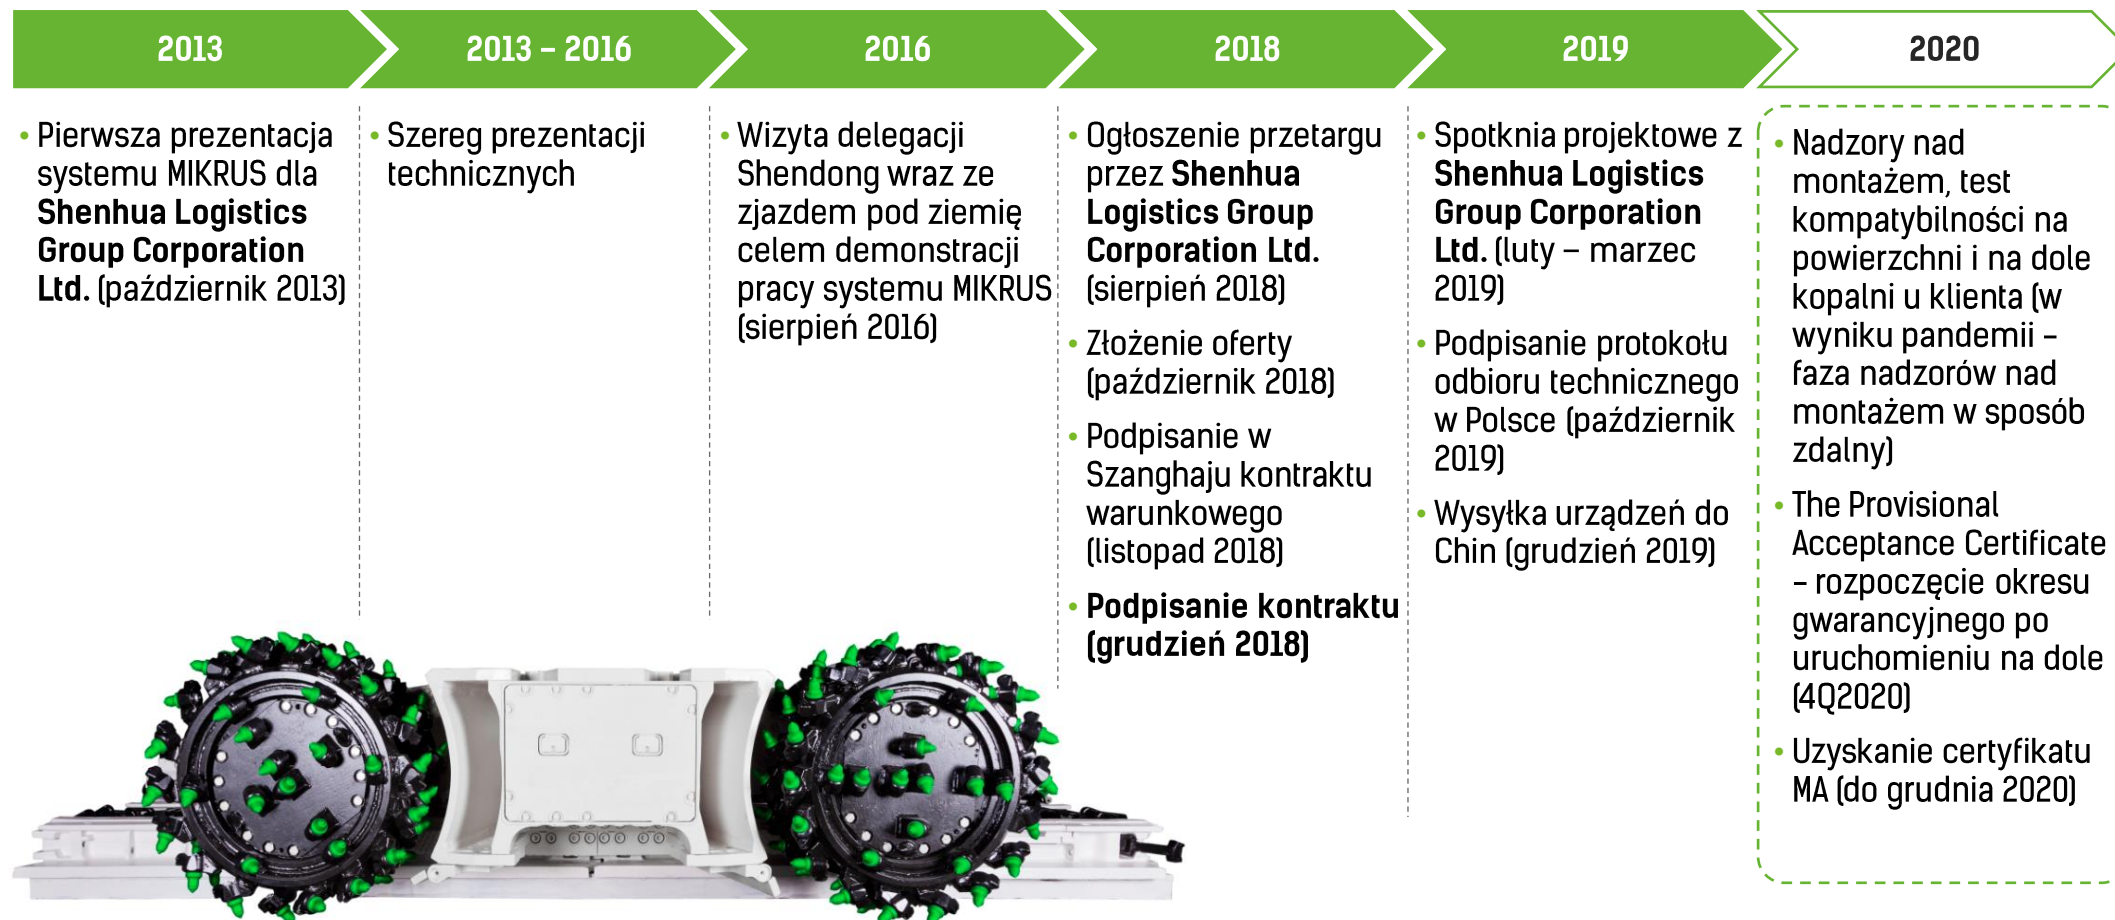 2013
2013 – 2016
2016
2018
2019
2020
• Pierwsza prezentacja
systemu MIKRUS dla
Shenhua Logistics
Group Corporation
Ltd. (październik 2013)
• Szereg prezentacji
technicznych
• Wizyta delegacji
Shendong wraz ze
zjazdem pod ziemię
celem demonstracji
pracy systemu MIKRUS
(sierpień 2016)
• Ogłoszenie przetargu
przez Shenhua
Logistics Group
Corporation Ltd.
(sierpień 2018)
• Złożenie oferty
(październik 2018)
• Podpisanie w
Szanghaju kontraktu
warunkowego
(listopad 2018)
• Podpisanie kontraktu
(grudzień 2018)
• Spotknia projektowe z
Shenhua Logistics
Group Corporation
Ltd. (luty – marzec
2019)
• Podpisanie protokołu
odbioru technicznego
w Polsce (październik
2019)
• Wysyłka urządzeń do
Chin (grudzień 2019)
• Nadzory nad
montażem, test
kompatybilności na
powierzchni i na dole
kopalni u klienta (w
wyniku pandemii –
faza nadzorów nad
montażem w sposób
zdalny)
• The Provisional
Acceptance Certificate
– rozpoczęcie okresu
gwarancyjnego po
uruchomieniu na dole
(4Q2020)
• Uzyskanie certyfikatu
MA (do grudnia 2020)